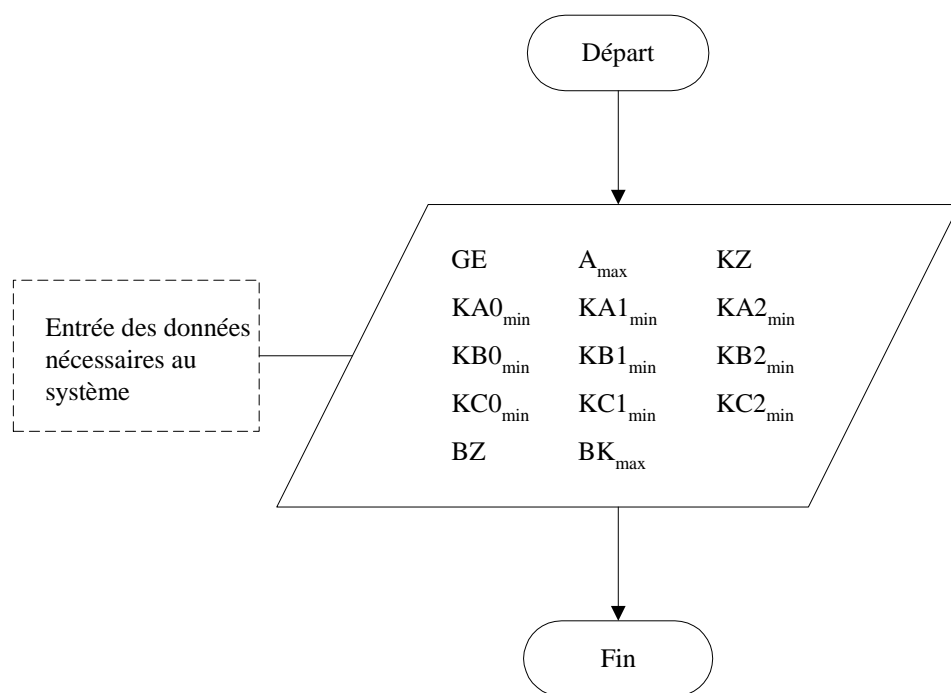 Départ
GE A_max KZ
KA0_min KA1_min KA2_min
KB0_min KB1_min KB2_min
KC0_min KC1_min KC2_min
BZ BK_max
Entrée des données
nécessaires au
système
Fin